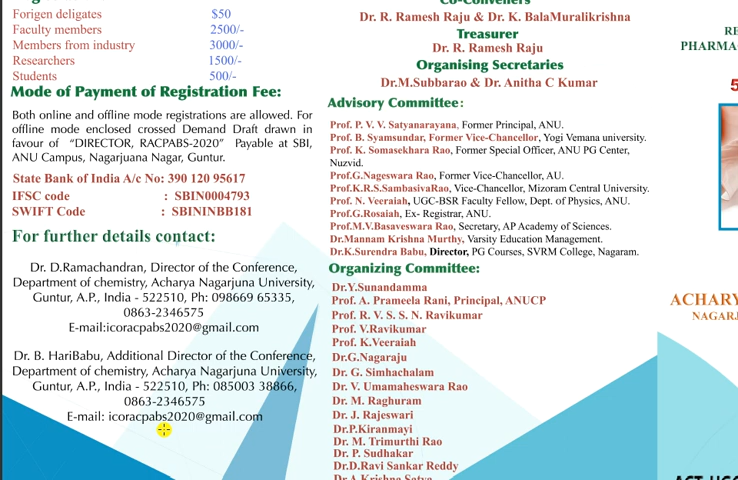 Forigen deligates $50
Faculty members 2500/-
Members from industry 3000/-
Researchers 1500/-
Students 500/-
Mode of Payment of Registration Fee:
Both online and offline mode registrations are allowed. For
offline mode enclosed crossed Demand Draft drawn in
favour of "DIRECTOR, RACPABS-2020" Payable at SBI,
ANU Campus, Nagarjuna Nagar, Guntur.
State Bank of India A/c No: 390 120 95617
IFSC code : SBIN0004793
SWIFT Code : SBININBB181
For further details contact:
Dr. D.Ramachandran, Director of the Conference,
Department of chemistry, Acharya Nagarjuna University,
Guntur, A.P., India - 522510, Ph: 098669 65335,
0863-2346575
E-mail:icoracpabs2020@gmail.com
Dr. B. HariBabu, Additional Director of the Conference,
Department of chemistry, Acharya Nagarjuna University,
Guntur, A.P., India - 522510, Ph: 085003 38866,
0863-2346575
E-mail: icoracpabs2020@gmail.com
Co-Conveners
Dr. R. Ramesh Raju & Dr. K. BalaMuralikrishna
Treasurer
Dr. R. Ramesh Raju
Organising Secretaries
Dr.M.Subbarao & Dr. Anitha C Kumar
Advisory Committee:
Prof. P. V. V. Satyanarayana, Former Principal, ANU.
Prof. B. Syamsundar, Former Vice-Chancellor, Yogi Vemana university.
Prof. K. Somasekhara Rao, Former Special Officer, ANU PG Center,
Nuzvid.
Prof.G.Nageswara Rao, Former Vice-Chancellor, AU.
Prof.K.R.S.SambasivaRao, Vice-Chancellor, Mizoram Central University.
Prof. N. Veeraiah, UGC-BSR Faculty Fellow, Dept. of Physics, ANU.
Prof.G.Rosaiah, Ex- Registrar, ANU.
Prof.M.V.Basaveswara Rao, Secretary, AP Academy of Sciences.
Dr.Mannam Krishna Murthy, Varsity Education Management.
Dr.K.Surendra Babu, Director, PG Courses, SVRM College, Nagaram.
Organizing Committee:
Dr.Y.Sunandamma
Prof. A. Prameela Rani, Principal, ANUCP
Prof. R. V. S. S. N. Ravikumar
Prof. V.Ravikumar
Prof. K.Veeraiah
Dr.G.Nagaraju
Dr. G. Simhachalam
Dr. V. Umamaheswara Rao
Dr. M. Raghuram
Dr. J. Rajeswari
Dr.P.Kiranmayi
Dr. M. Trimurthi Rao
Dr. P. Sudhakar
Dr.D.Ravi Sankar Reddy
Dr.A.Krishna Satya
RE
PHARMA
5
ACHARY
NAGARJ